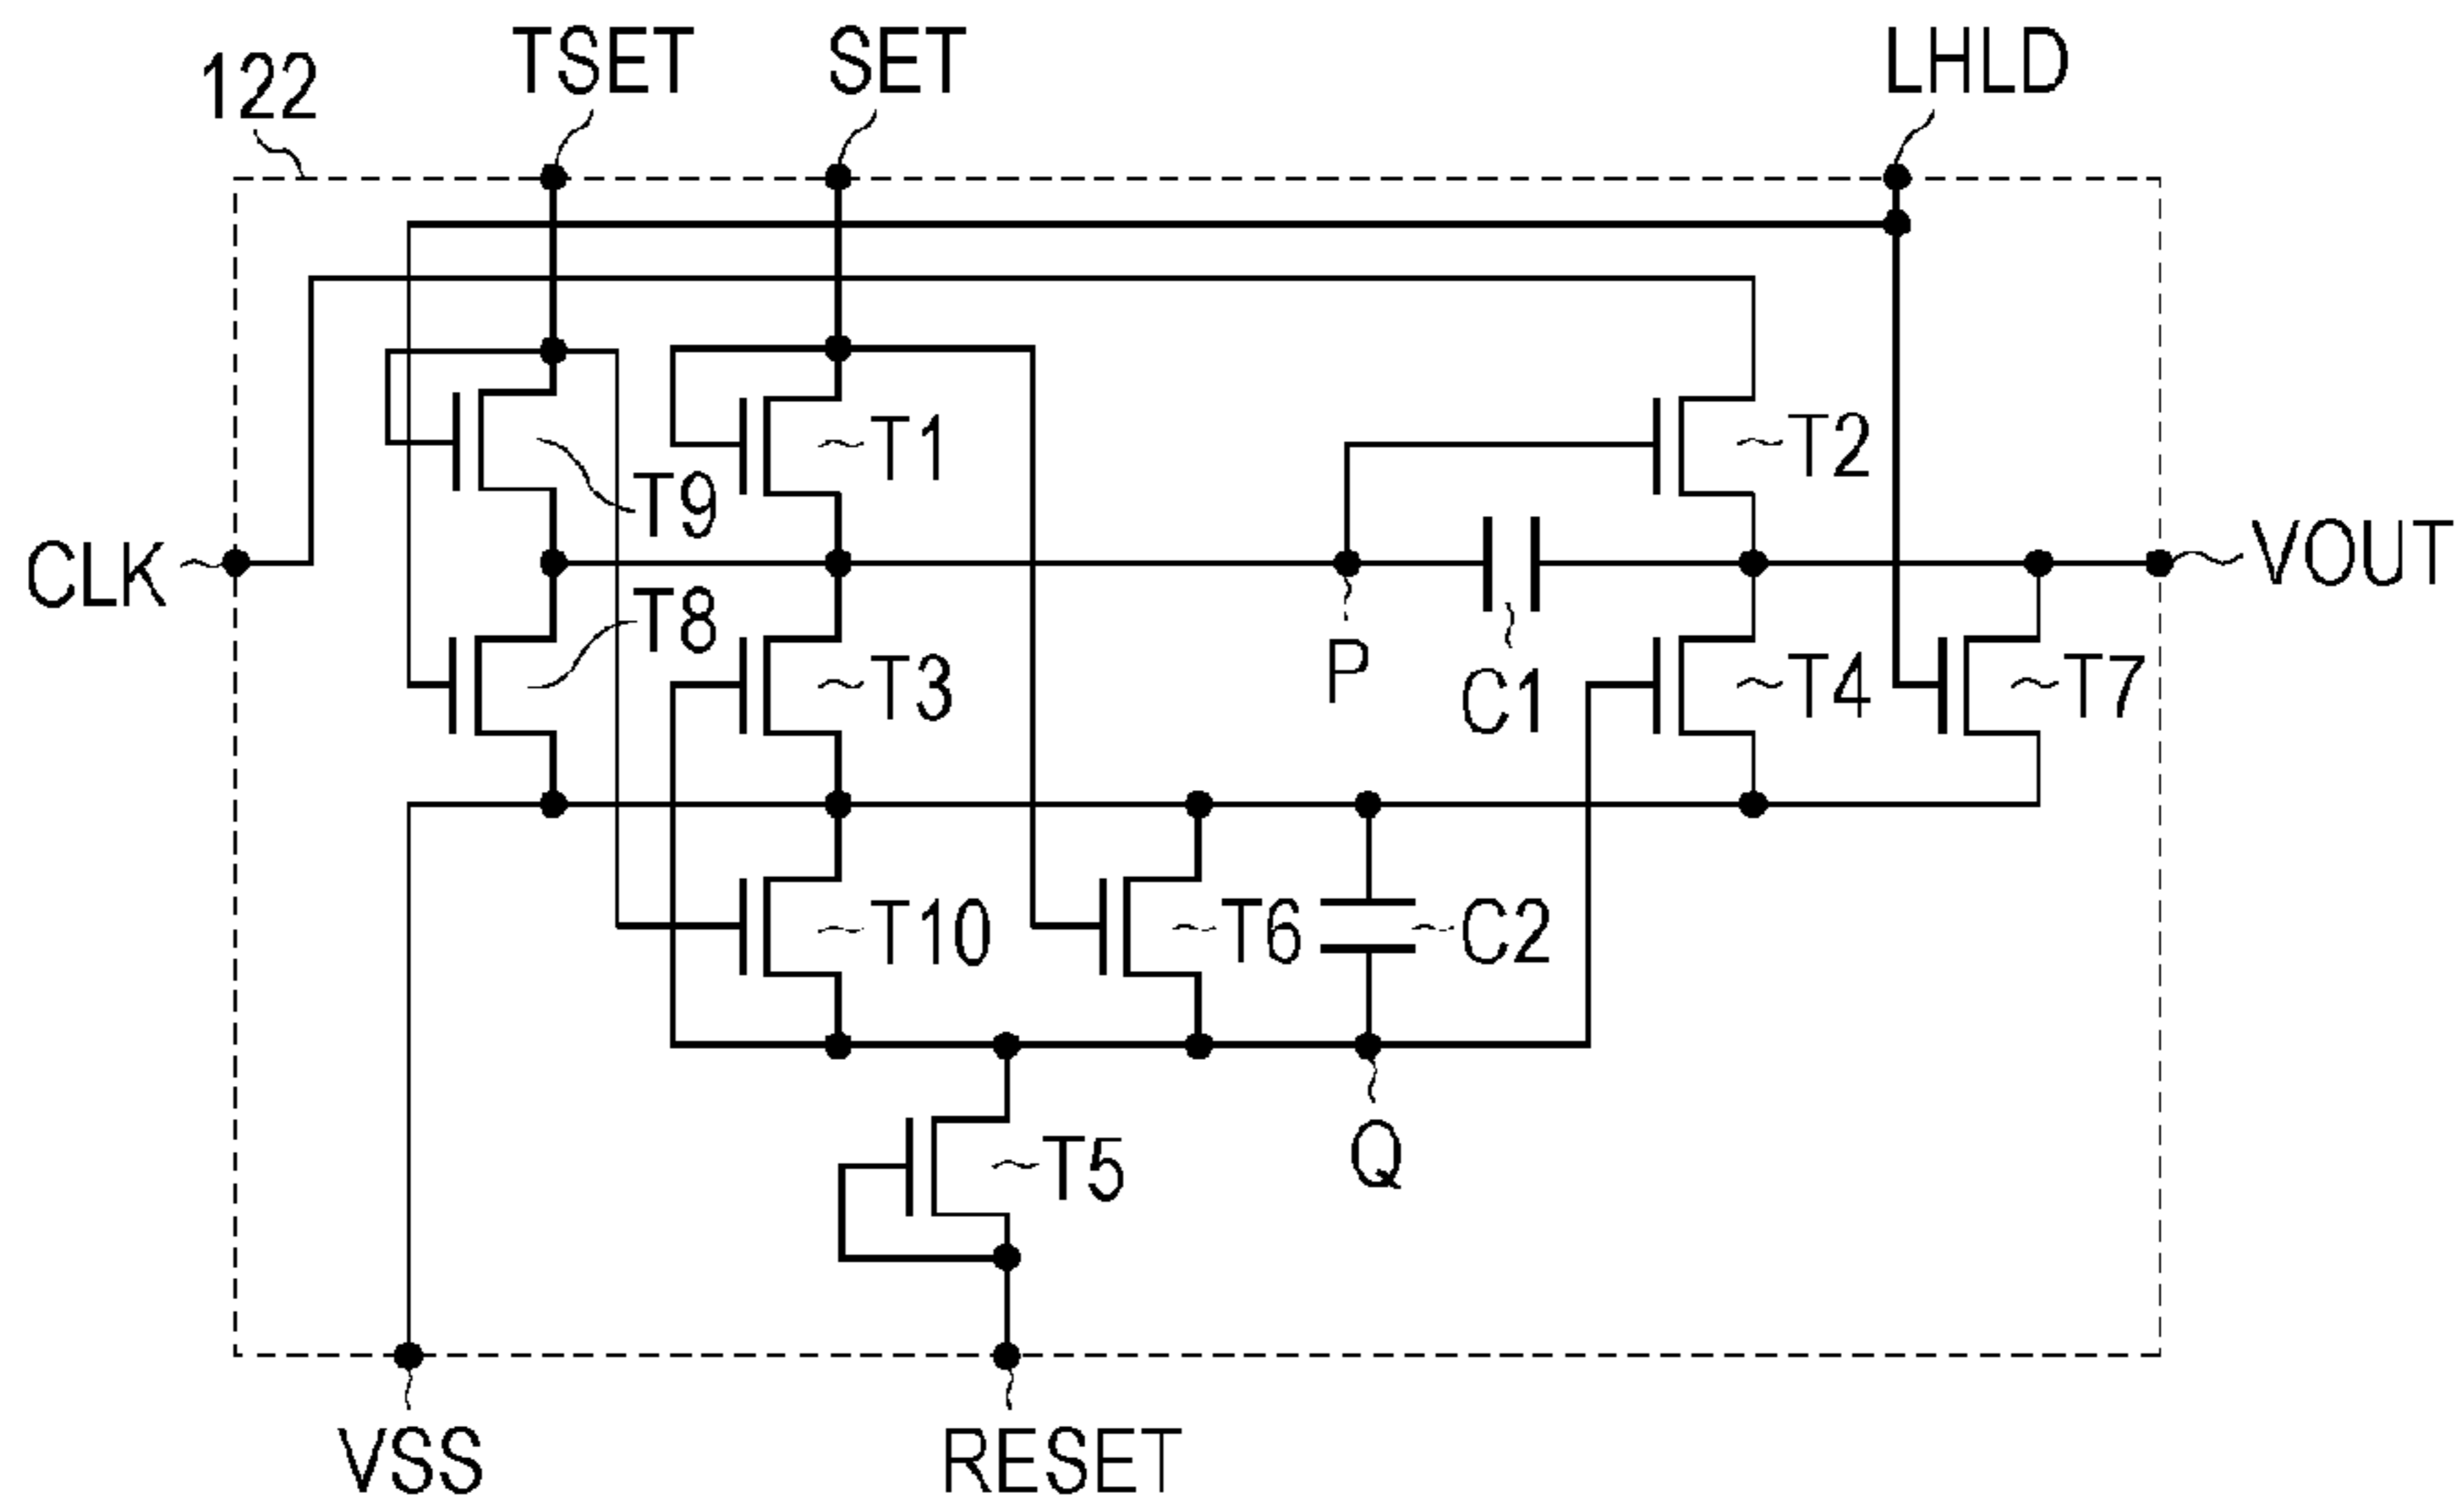 122
TSET
SET
LHLD
T1
T2
T9
CLK
VOUT
T8
P
C1
T3
T4
T7
T10
T6
C2
T5
Q
VSS
RESET